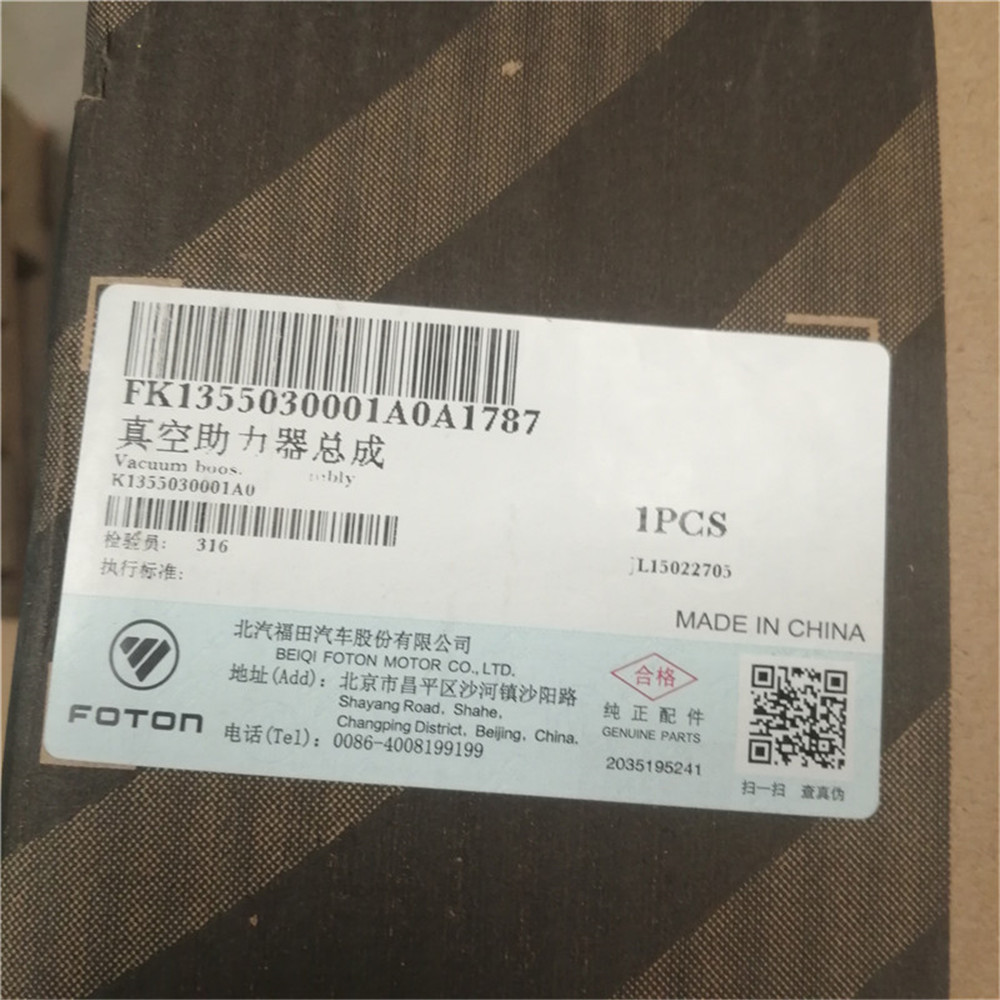 FK1355030001A0A1787
真空助力器总成
Vacuum
K1355030001A0
1PCS
检验员: 316
JL15022705
执行标准:
MADE IN CHINA
北汽福田汽车股份有限公司
BEIQI FOTON MOTOR CO., LTD.
地址(Add): 北京市昌平区沙河镇沙阳路
Shayang Road, Shahe,
Changping District, Beijing, China.
电话(Tel): 0086-4008199199
FOTON
合格
纯正配件
GENUINE PARTS
2035195241
扫一扫 查真伪